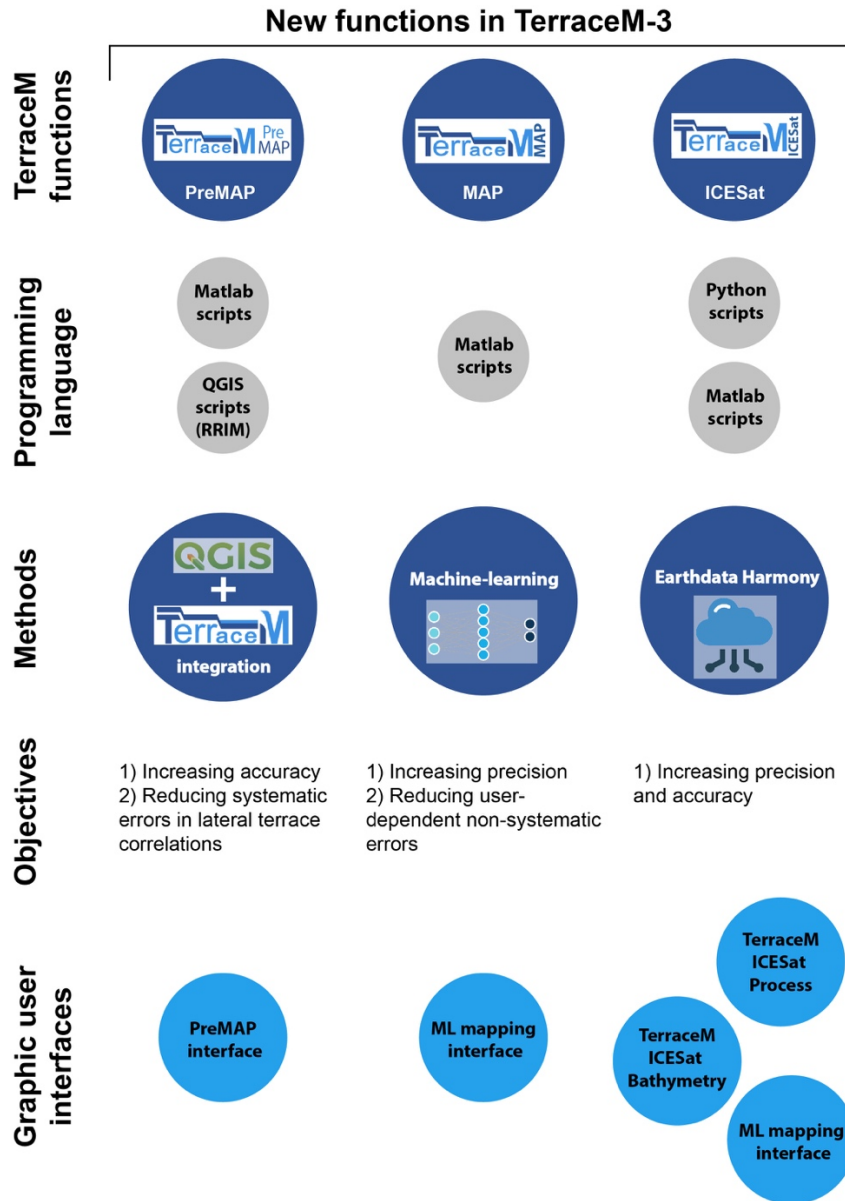 New functions in TerraceM-3
TerraceM
functions
TerraceM Pre
MAP
PreMAP
TerraceM MAP
MAP
TerraceM ICESat
ICESat
Programming
language
Matlab
scripts
QGIS
scripts
(RRIM)
Matlab
scripts
Python
scripts
Matlab
scripts
Methods
QGIS
+
TerraceM
integration
Machine-learning
Earthdata Harmony
Objectives
1) Increasing accuracy
2) Reducing systematic
errors in lateral terrace
correlations
1) Increasing precision
2) Reducing user-
dependent non-systematic
errors
1) Increasing precision
and accuracy
Graphic user
interfaces
PreMAP
interface
ML mapping
interface
TerraceM
ICESat
Process
TerraceM
ICESat
Bathymetry
ML mapping
interface